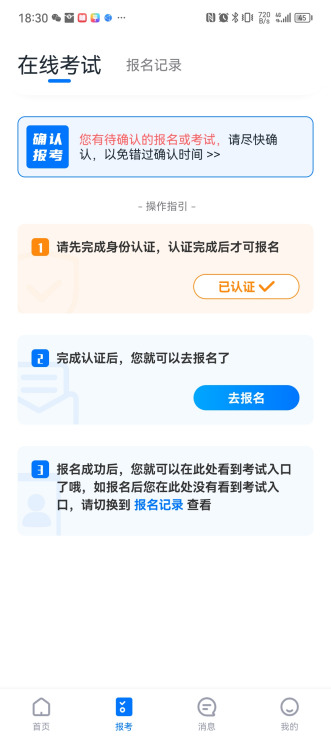 18:30 ··· 720 B/s 4G 45
在线考试 报名记录
确认
报考
您有待确认的报名或考试，请尽快确
认，以免错过确认时间 >>
- 操作指引 -
1 请先完成身份认证，认证完成后才可报名
已认证
2 完成认证后，您就可以去报名了
去报名
3 报名成功后，您就可以在此处看到考试入口
了哦，如报名后您在此处没有看到考试入
口，请切换到 报名记录 查看
首页 报考 消息 我的